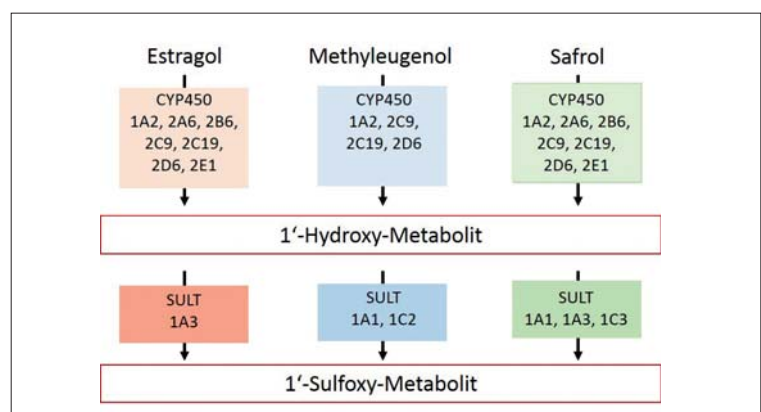 Estragol Methyleugenol Safrol
CYP450
1A2, 2A6, 2B6,
2C9, 2C19,
2D6, 2E1
CYP450
1A2, 2C9,
2C19, 2D6
CYP450
1A2, 2A6, 2B6,
2C9, 2C19,
2D6, 2E1
1‘-Hydroxy-Metabolit
SULT
1A3
SULT
1A1, 1C2
SULT
1A1, 1A3, 1C3
1‘-Sulfoxy-Metabolit